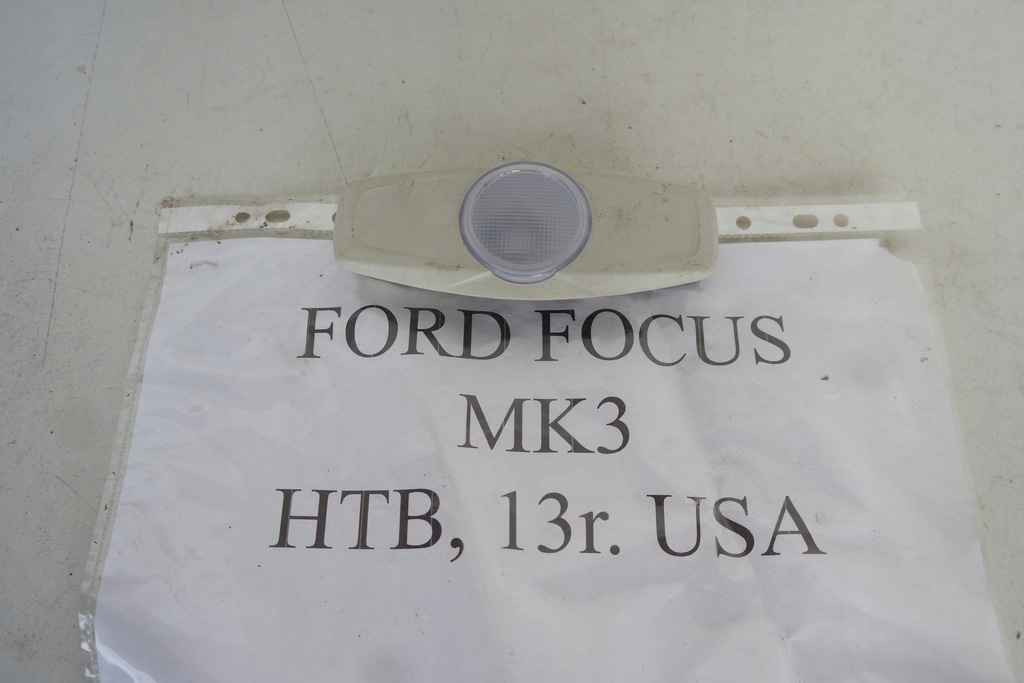 FORD FOCUS
MK3
HTB, 13r. USA